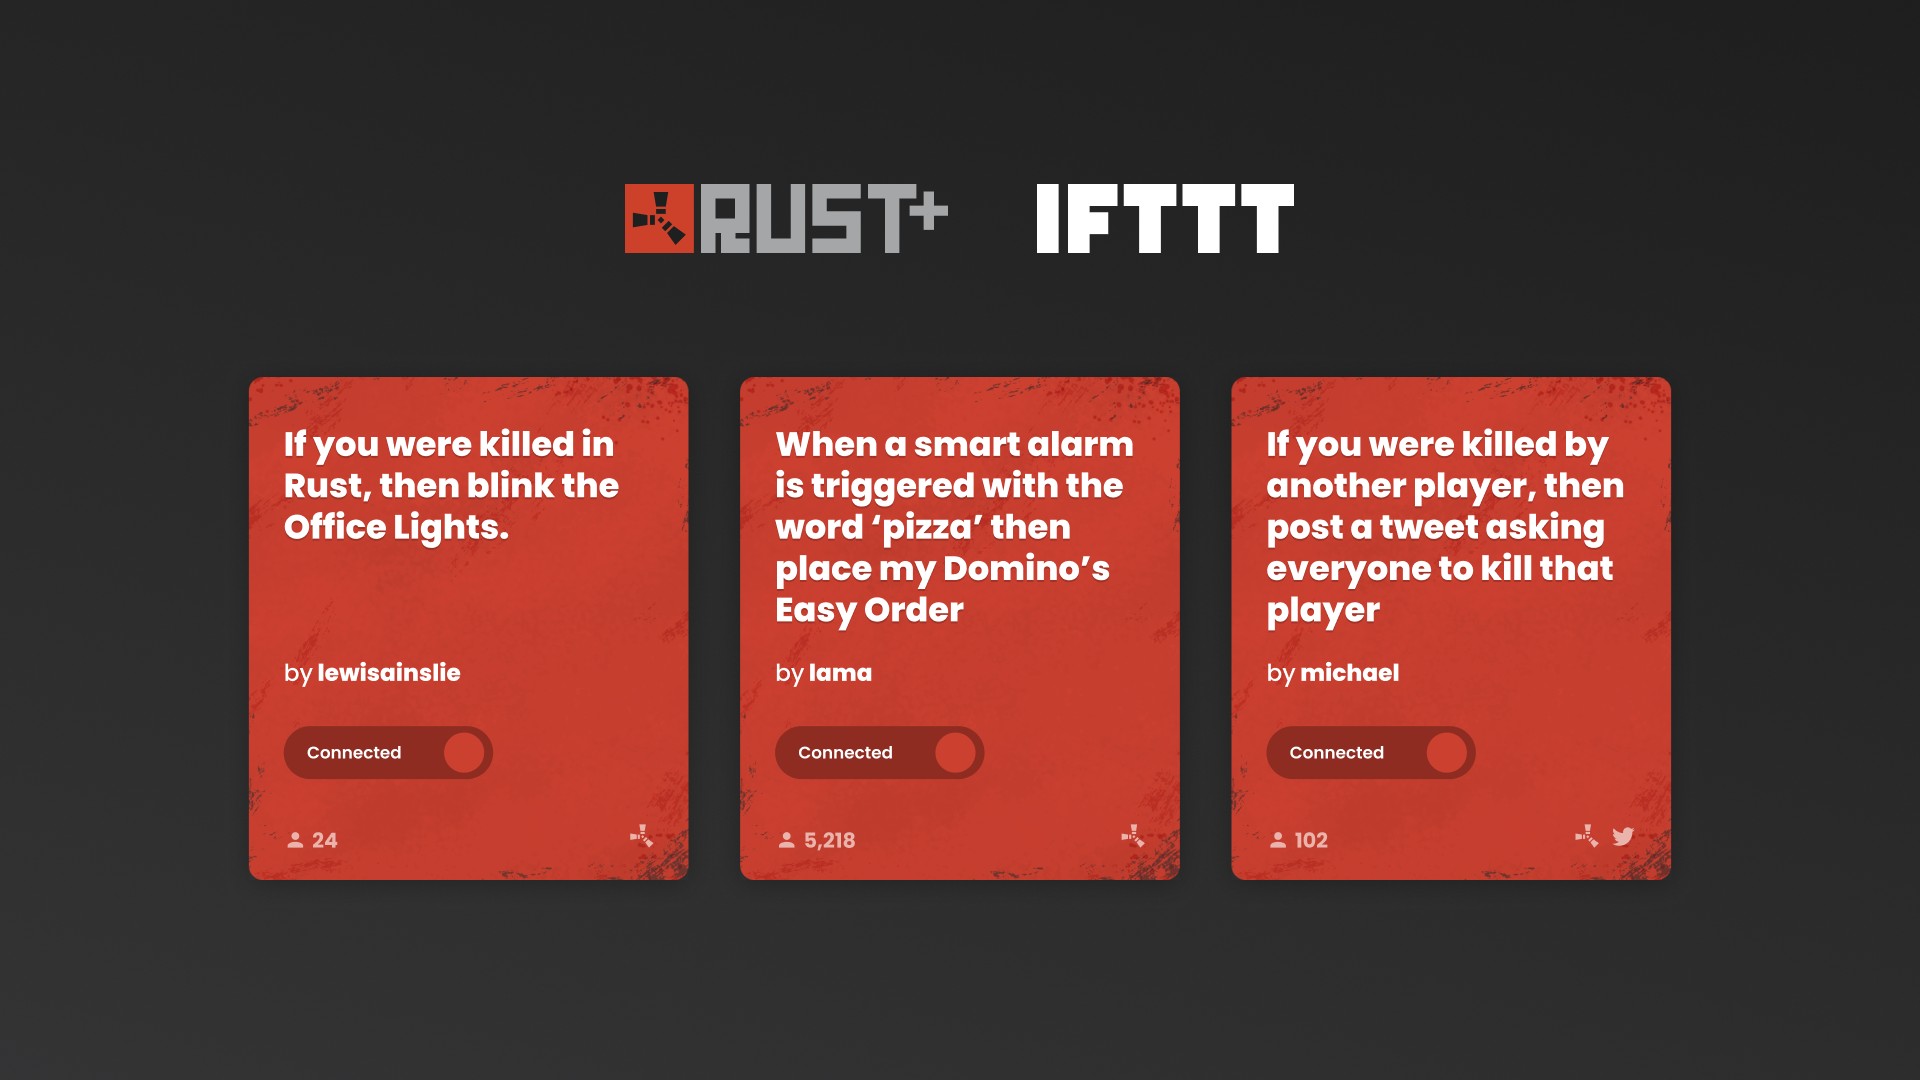 RUST+
IFTTT
If you were killed in
Rust, then blink the
Office Lights.
by lewisainslie
Connected
24
When a smart alarm
is triggered with the
word ‘pizza’ then
place my Domino’s
Easy Order
by lama
Connected
5,218
If you were killed by
another player, then
post a tweet asking
everyone to kill that
player
by michael
Connected
102